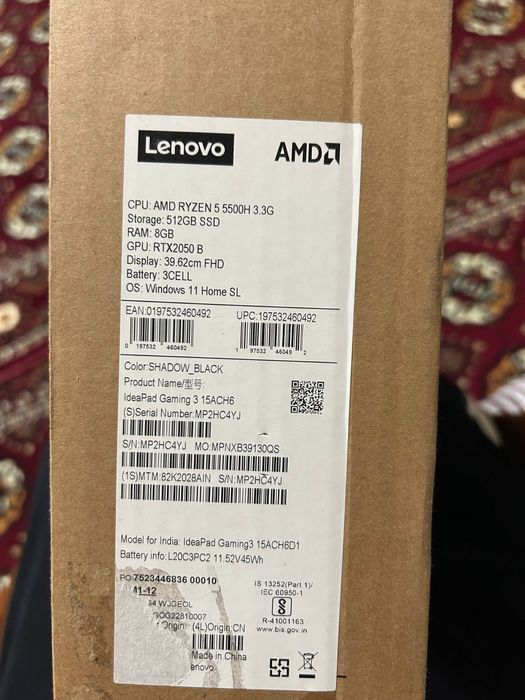 Lenovo
AMD
CPU: AMD RYZEN 5 5500H 3.3G
Storage: 512GB SSD
RAM: 8GB
GPU: RTX2050 B
Display: 39.62cm FHD
Battery: 3CELL
OS: Windows 11 Home SL
EAN:0197532460492 UPC:197532460492
0 197532 460492 1 97532 46049 2
Color:SHADOW_BLACK
Product Name/型号:
IdeaPad Gaming 3 15ACH6
(S)Serial Number:MP2HC4YJ
S/N:MP2HC4YJ MO:MPNXB39130QS
(1S)MTM:82K2028AIN S/N:MP2HC4YJ
Model for India: IdeaPad Gaming3 15ACH6D1
Battery info: L20C3PC2 11.52V45Wh
PO:7523446836 00010
IS 13252(Part 1)/
IEC 60950-1
WJGEOL
R-41001163
www.bis.gov.in
Origin: (4L)Origin:CN
Made in China
enovo